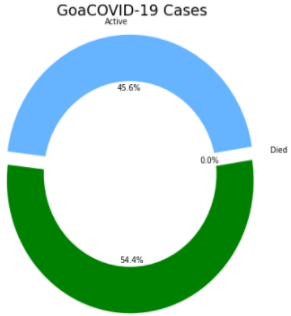 GoaCOVID-19 Cases
Active
45.6%
Died
0.0%
54.4%